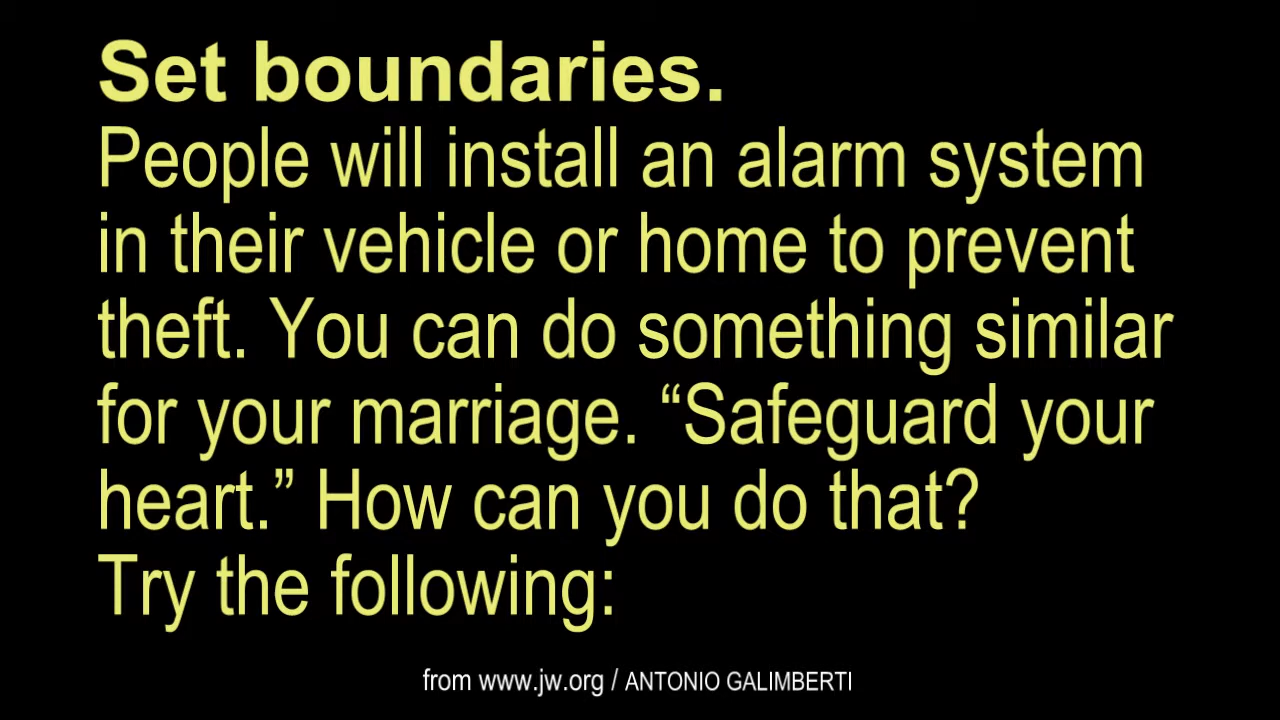 Set boundaries.
People will install an alarm system
in their vehicle or home to prevent
theft. You can do something similar
for your marriage. “Safeguard your
heart.” How can you do that?
Try the following:
from www.jw.org / ANTONIO GALIMBERTI